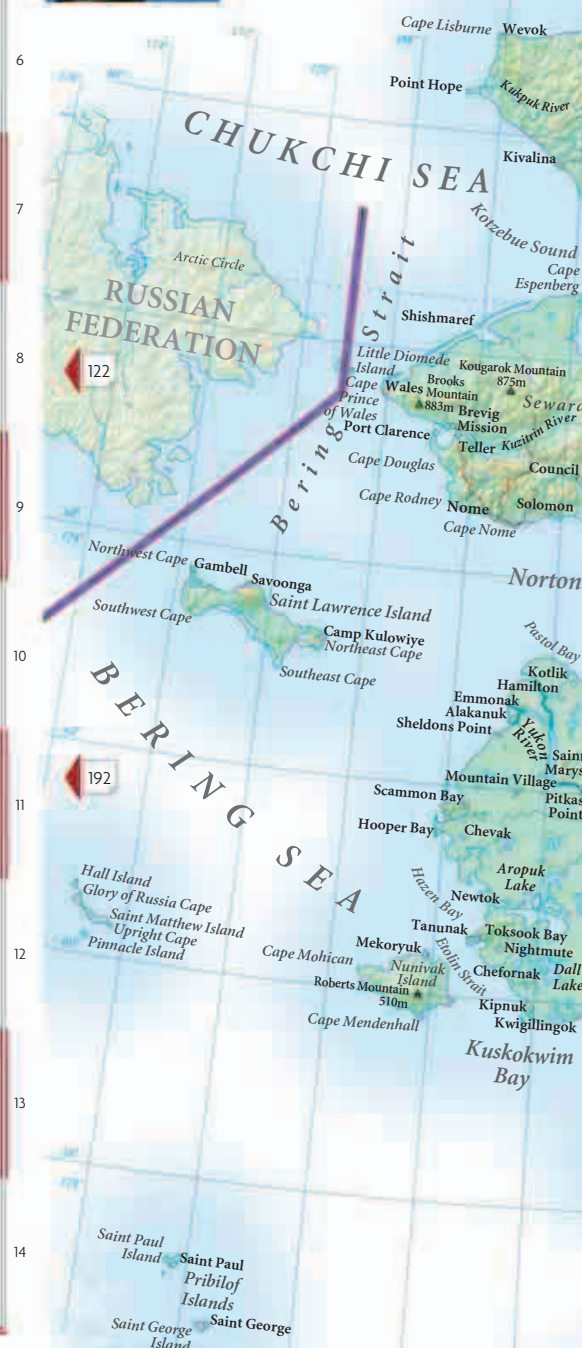 Cape Lisburne
Wevok
6
Point Hope
Kukpuk River
CHUKCHI SEA
Kivalina
7
Kotzebue Sound
Cape
Espenberg
Arctic Circle
RUSSIAN
FEDERATION
Bering Strait
Shishmaref
8
122
Little Diomede
Island
Kougarok Mountain
875m
Cape
Prince
of Wales
Wales
Brooks
Mountain
883m
Seward
Brevig
Mission
Port Clarence
Teller
Kuzitrin River
Cape Douglas
Council
Cape Rodney
Nome
Solomon
9
Cape Nome
Northwest Cape
Gambell
Savoonga
Norton
Southwest Cape
Saint Lawrence Island
Camp Kulowiye
Northeast Cape
Pastol Bay
10
Southeast Cape
Kotlik
Hamilton
BERING SEA
Emmonak
Alakanuk
Sheldons Point
Yukon
River
Saint
Marys
192
Mountain Village
Scammon Bay
Pitkas
Point
11
Hooper Bay
Chevak
Hall Island
Glory of Russia Cape
Saint Matthew Island
Upright Cape
Pinnacle Island
Aropuk
Lake
Hazen Bay
Newtok
Tanunak
Toksook Bay
Nightmute
12
Cape Mohican
Mekoryuk
Etolin Strait
Nunivak
Island
Chefornak
Dall
Lake
Roberts Mountain
510m
Kipnuk
Kwigillingok
Cape Mendenhall
Kuskokwim
Bay
13
14
Saint Paul
Island
Saint Paul
Pribilof
Islands
Saint George
Island
Saint George